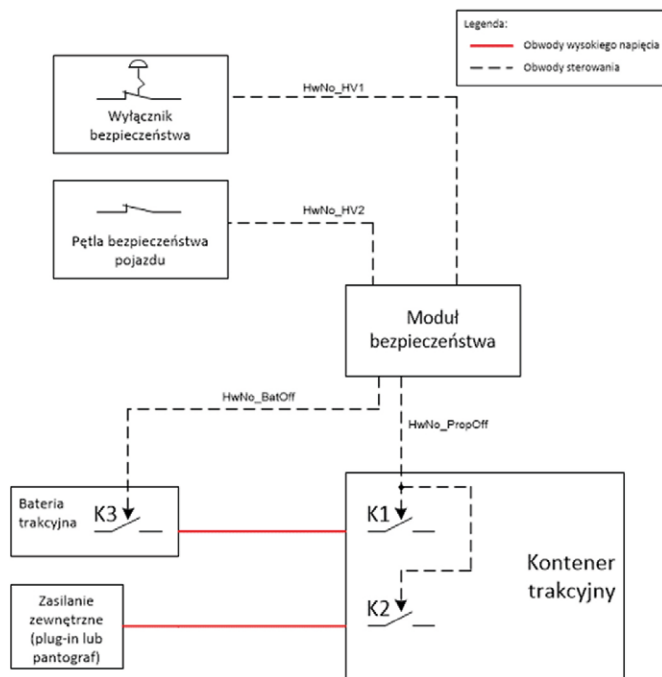 Legenda:
Obwody wysokiego napięcia
Obwody sterowania
HwNo_HV1
Wyłącznik
bezpieczeństwa
HwNo_HV2
Pętla bezpieczeństwa
pojazdu
Moduł
bezpieczeństwa
HwNo_BatOff
HwNo_PropOff
Bateria
trakcyjna
K3
K1
Kontener
trakcyjny
Zasilanie
zewnętrzne
(plug-in lub
pantograf)
K2